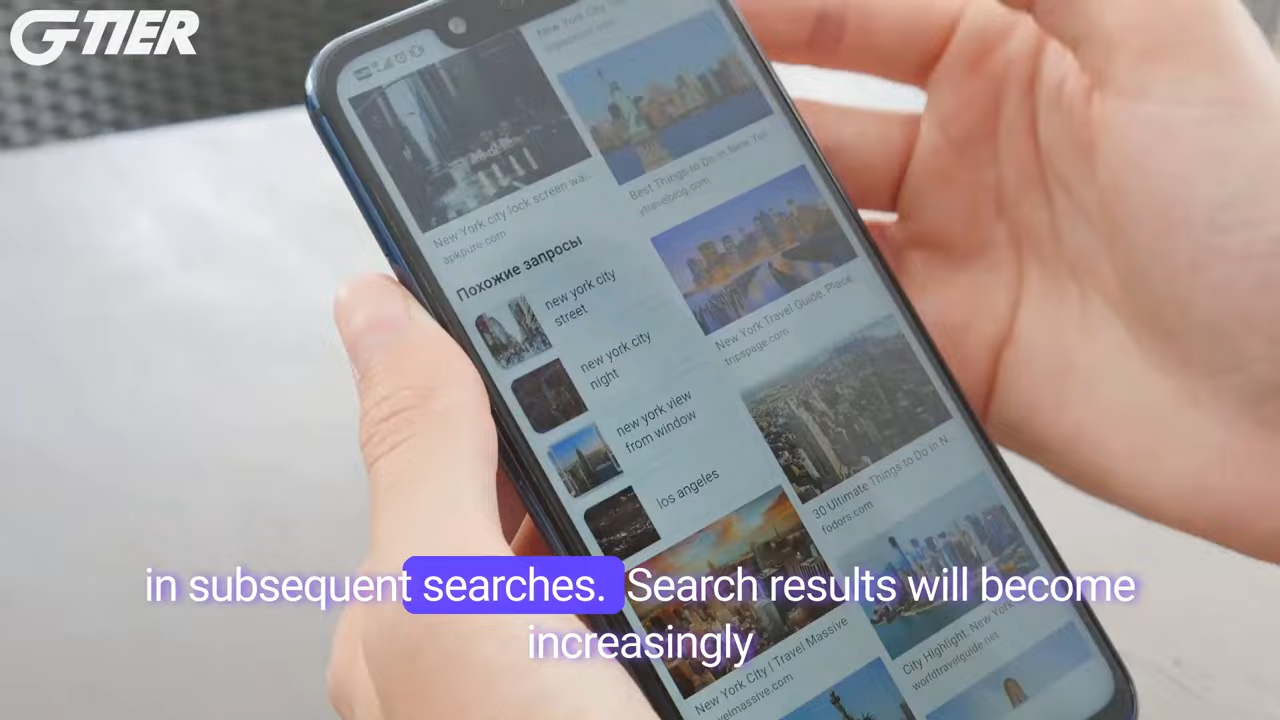 GTIER
New York City
New York city lock screen wa...
apkpure.com
Похожие запросы
new york city
street
new york city
night
new york view
from window
los angeles
Best Things to Do in New Yor
New York Travel Guide. Place
tripspage.com
30 Ultimate Things to Do in N...
fodors.com
New York City | Travel Massive
City Highlight. New York
worldtravelguide.net
in subsequent searches. Search results will become
increasingly